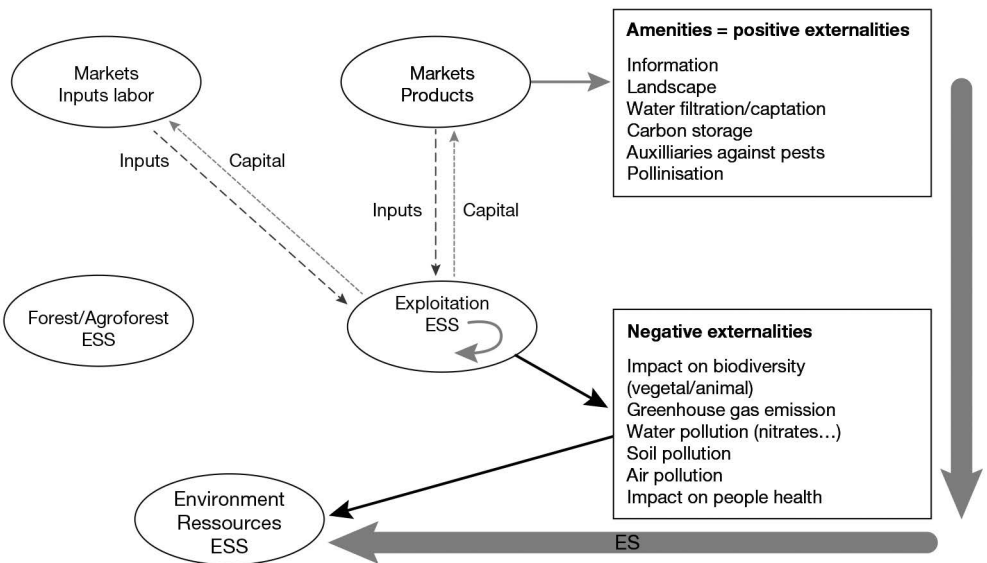 Markets
Inputs labor
Markets
Products
Amenities = positive externalities
Information
Landscape
Water filtration/captation
Carbon storage
Auxilliaries against pests
Pollinisation
Inputs
Capital
Inputs
Capital
Forest/Agroforest
ESS
Exploitation
ESS
Negative externalities
Impact on biodiversity
(vegetal/animal)
Greenhouse gas emission
Water pollution (nitrates…)
Soil pollution
Air pollution
Impact on people health
Environment
Ressources
ESS
ES